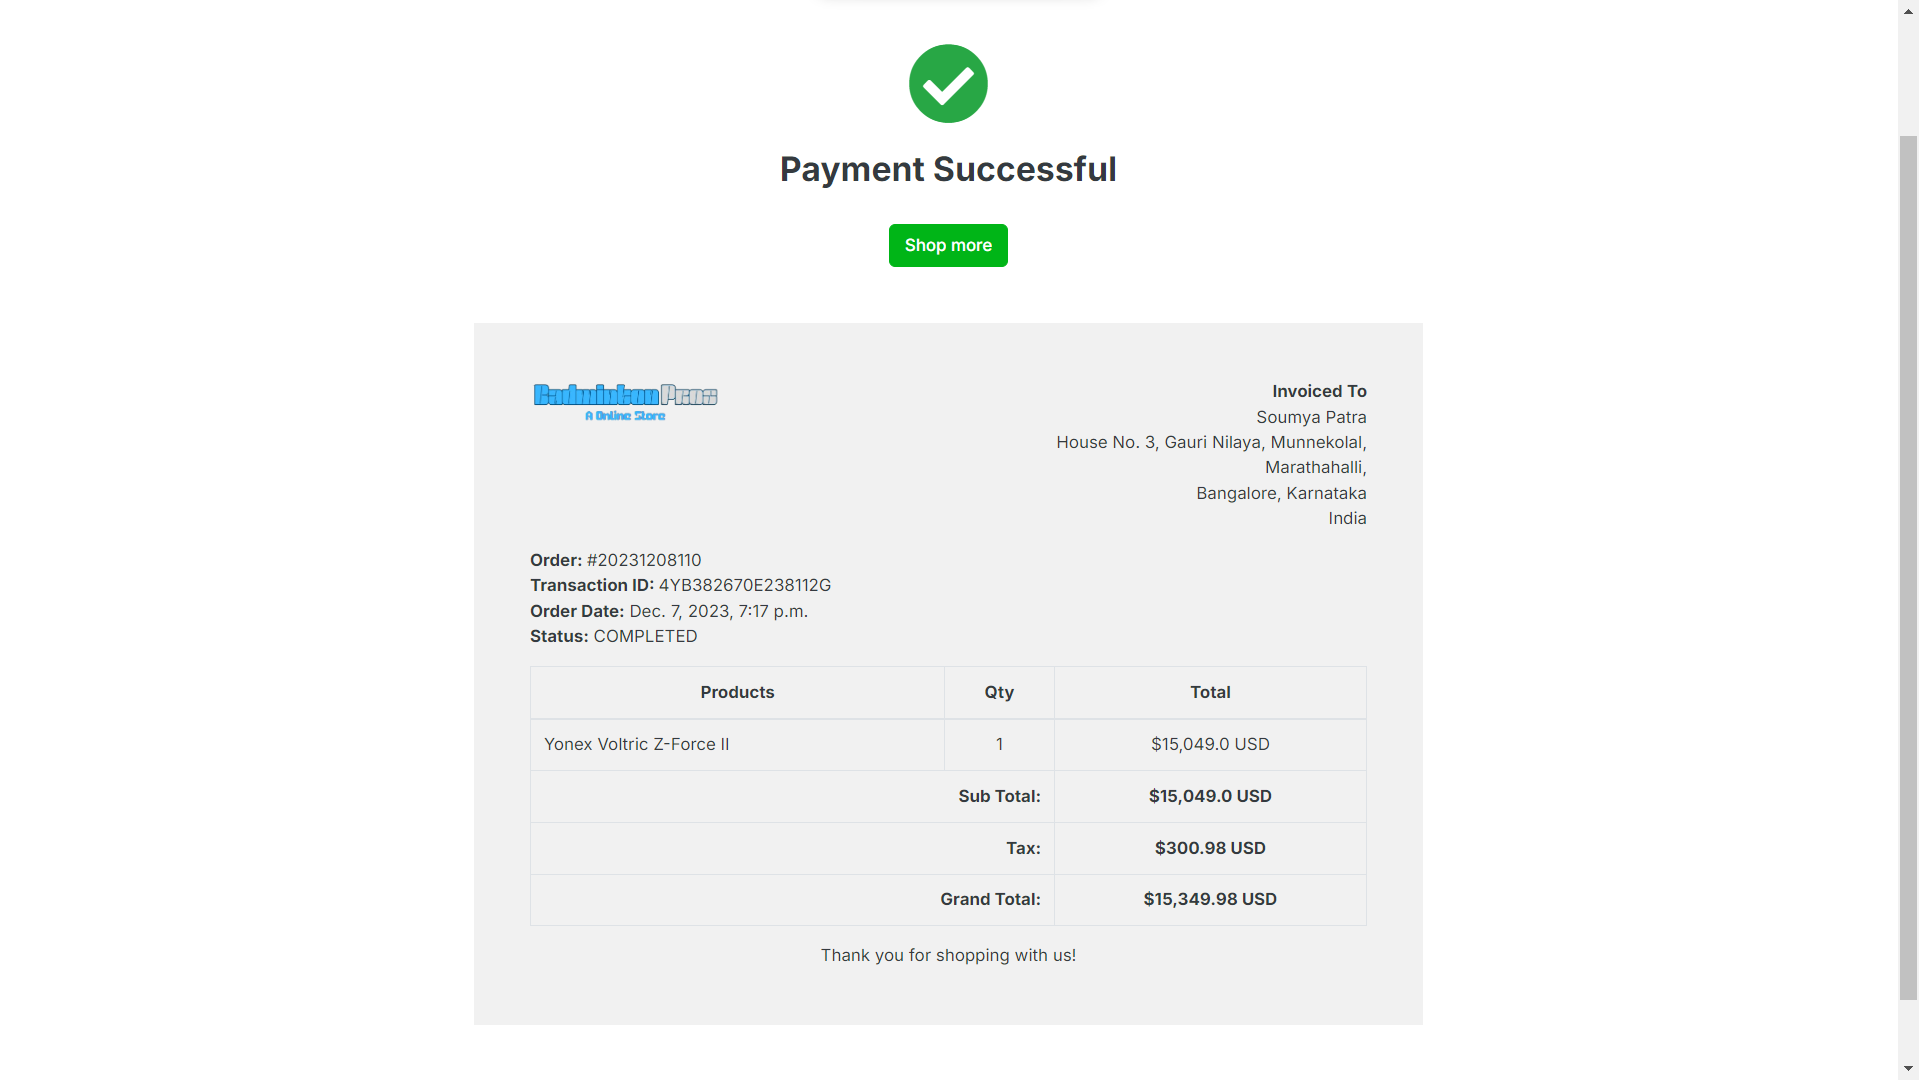 Payment Successful
Shop more
BadmintonPros
A Online Store
Invoiced To
Soumya Patra
House No. 3, Gauri Nilaya, Munnekolal,
Marathahalli,
Bangalore, Karnataka
India
Order: #20231208110
Transaction ID: 4YB382670E238112G
Order Date: Dec. 7, 2023, 7:17 p.m.
Status: COMPLETED
Products Qty Total
Yonex Voltric Z-Force II 1 $15,049.0 USD
Sub Total: $15,049.0 USD
Tax: $300.98 USD
Grand Total: $15,349.98 USD
Thank you for shopping with us!